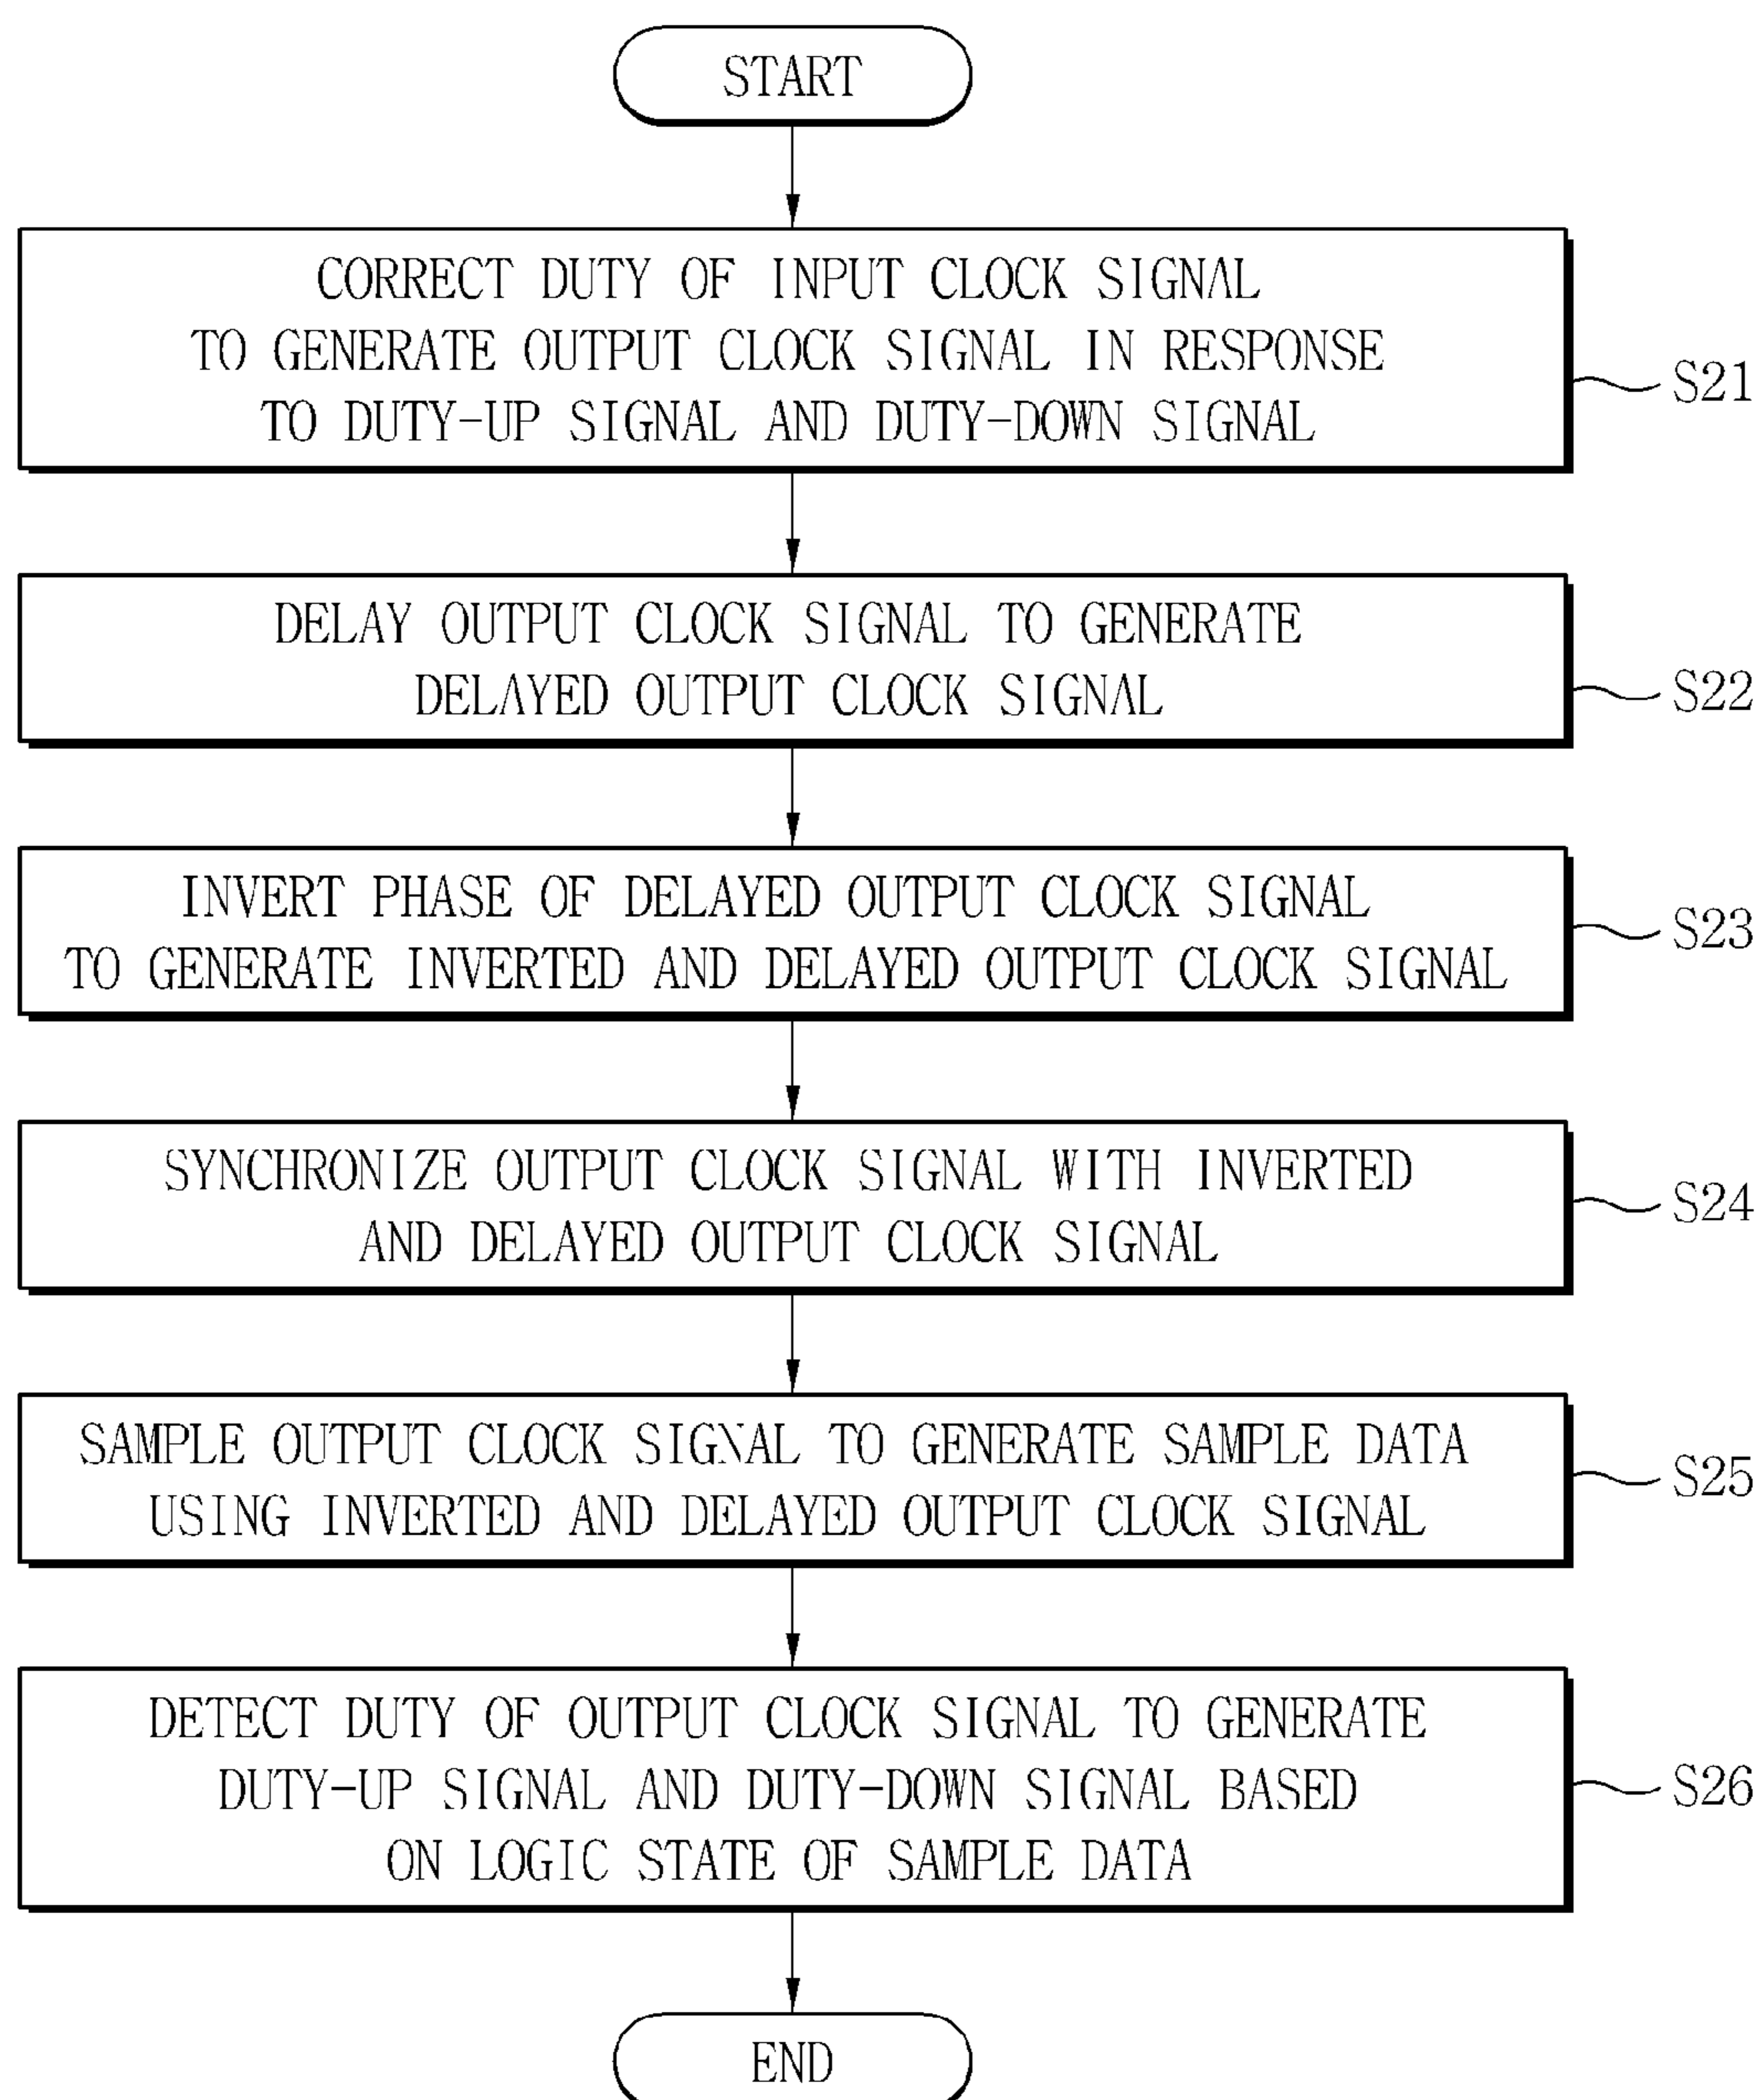 START
CORRECT DUTY OF INPUT CLOCK SIGNAL
TO GENERATE OUTPUT CLOCK SIGNAL IN RESPONSE
TO DUTY-UP SIGNAL AND DUTY-DOWN SIGNAL
S21
DELAY OUTPUT CLOCK SIGNAL TO GENERATE
DELAYED OUTPUT CLOCK SIGNAL
S22
INVERT PHASE OF DELAYED OUTPUT CLOCK SIGNAL
TO GENERATE INVERTED AND DELAYED OUTPUT CLOCK SIGNAL
S23
SYNCHRONIZE OUTPUT CLOCK SIGNAL WITH INVERTED
AND DELAYED OUTPUT CLOCK SIGNAL
S24
SAMPLE OUTPUT CLOCK SIGNAL TO GENERATE SAMPLE DATA
USING INVERTED AND DELAYED OUTPUT CLOCK SIGNAL
S25
DETECT DUTY OF OUTPUT CLOCK SIGNAL TO GENERATE
DUTY-UP SIGNAL AND DUTY-DOWN SIGNAL BASED
ON LOGIC STATE OF SAMPLE DATA
S26
END